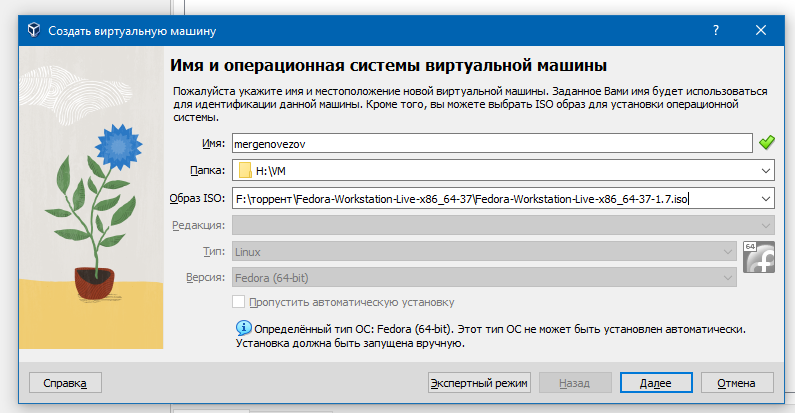 Создать виртуальную машину
?
Имя и операционная системы виртуальной машины
Пожалуйста укажите имя и местоположение новой виртуальной машины. Заданное Вами имя будет использоваться
для идентификации данной машины. Кроме того, вы можете выбрать ISO образ для установки операционной
системы.
Имя: mergenovezov
Папка: H:\VM
Образ ISO: F:\торрент\Fedora-Workstation-Live-x86_64-37\Fedora-Workstation-Live-x86_64-37-1.7.iso
Редакция:
Тип: Linux
64
Версия: Fedora (64-bit)
Пропустить автоматическую установку
Определённый тип ОС: Fedora (64-bit). Этот тип ОС не может быть установлен автоматически.
Установка должна быть запущена вручную.
Справка Экспертный режим Назад Далее Отмена